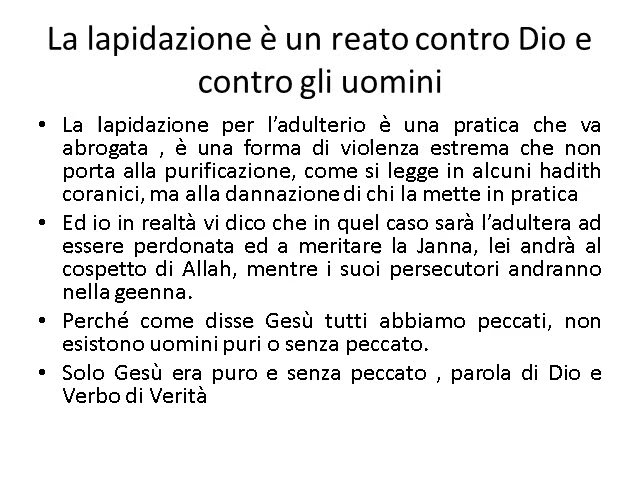 La lapidazione è un reato contro Dio e
contro gli uomini
• La lapidazione per l'adulterio è una pratica che va
abrogata , è una forma di violenza estrema che non
porta alla purificazione, come si legge in alcuni hadith
coranici, ma alla dannazione di chi la mette in pratica
• Ed io in realtà vi dico che in quel caso sarà l'adultera ad
essere perdonata ed a meritare la Janna, lei andrà al
cospetto di Allah, mentre i suoi persecutori andranno
nella geenna.
• Perché come disse Gesù tutti abbiamo peccati, non
esistono uomini puri o senza peccato.
• Solo Gesù era puro e senza peccato , parola di Dio e
Verbo di Verità